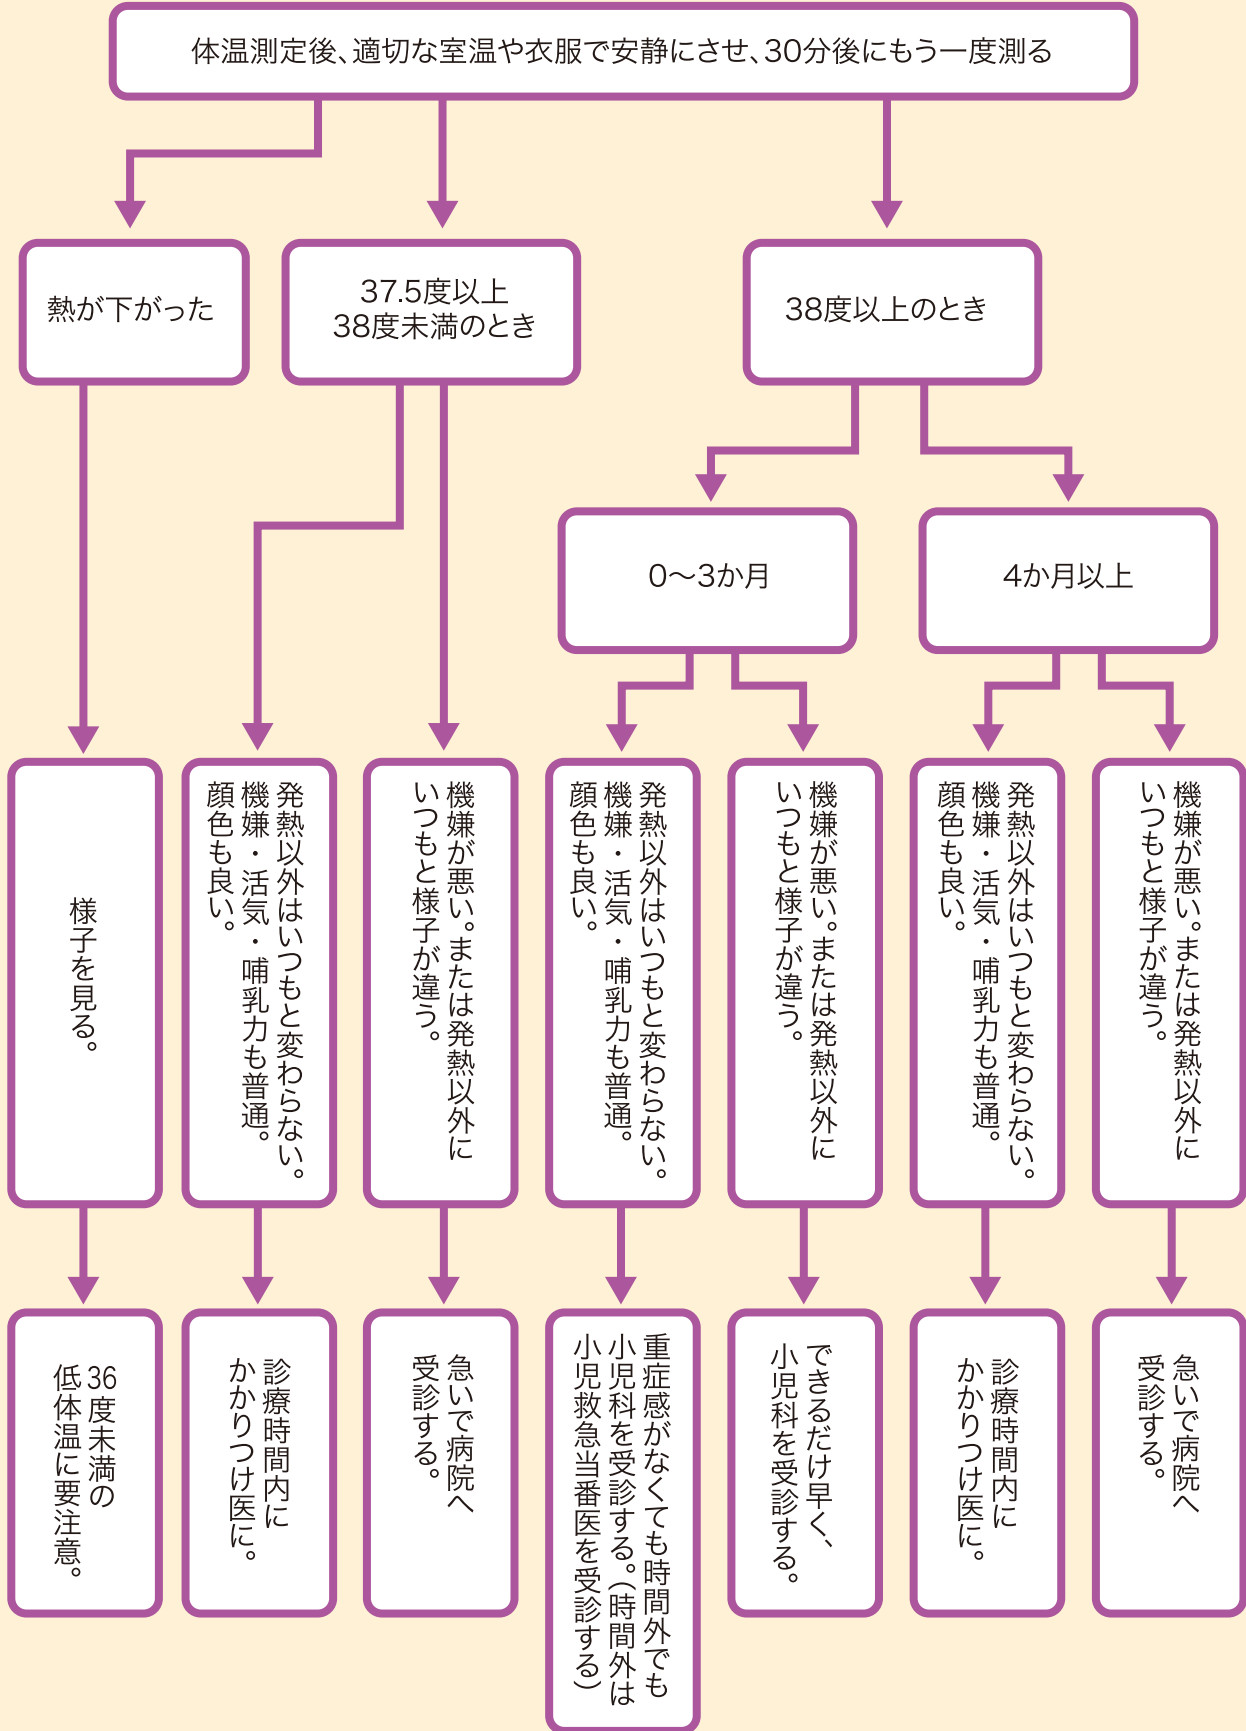 体温測定後、適切な室温や衣服で安静にさせ、30分後にもう一度測る
熱が下がった
37.5度以上
38度未満のとき
38度以上のとき
0〜3か月
4か月以上
様子を見る。
発熱以外はいつもと変わらない。
機嫌・活気・哺乳力も普通。
顔色も良い。
機嫌が悪い。または発熱以外に
いつもと様子が違う。
発熱以外はいつもと変わらない。
機嫌・活気・哺乳力も普通。
顔色も良い。
機嫌が悪い。または発熱以外に
いつもと様子が違う。
発熱以外はいつもと変わらない。
機嫌・活気・哺乳力も普通。
顔色も良い。
機嫌が悪い。または発熱以外に
いつもと様子が違う。
36度未満の
低体温に要注意。
診療時間内に
かかりつけ医に。
急いで病院へ
受診する。
重症感がなくても時間外でも
小児科を受診する。(時間外は
小児救急当番医を受診する)
できるだけ早く、
小児科を受診する。
診療時間内に
かかりつけ医に。
急いで病院へ
受診する。